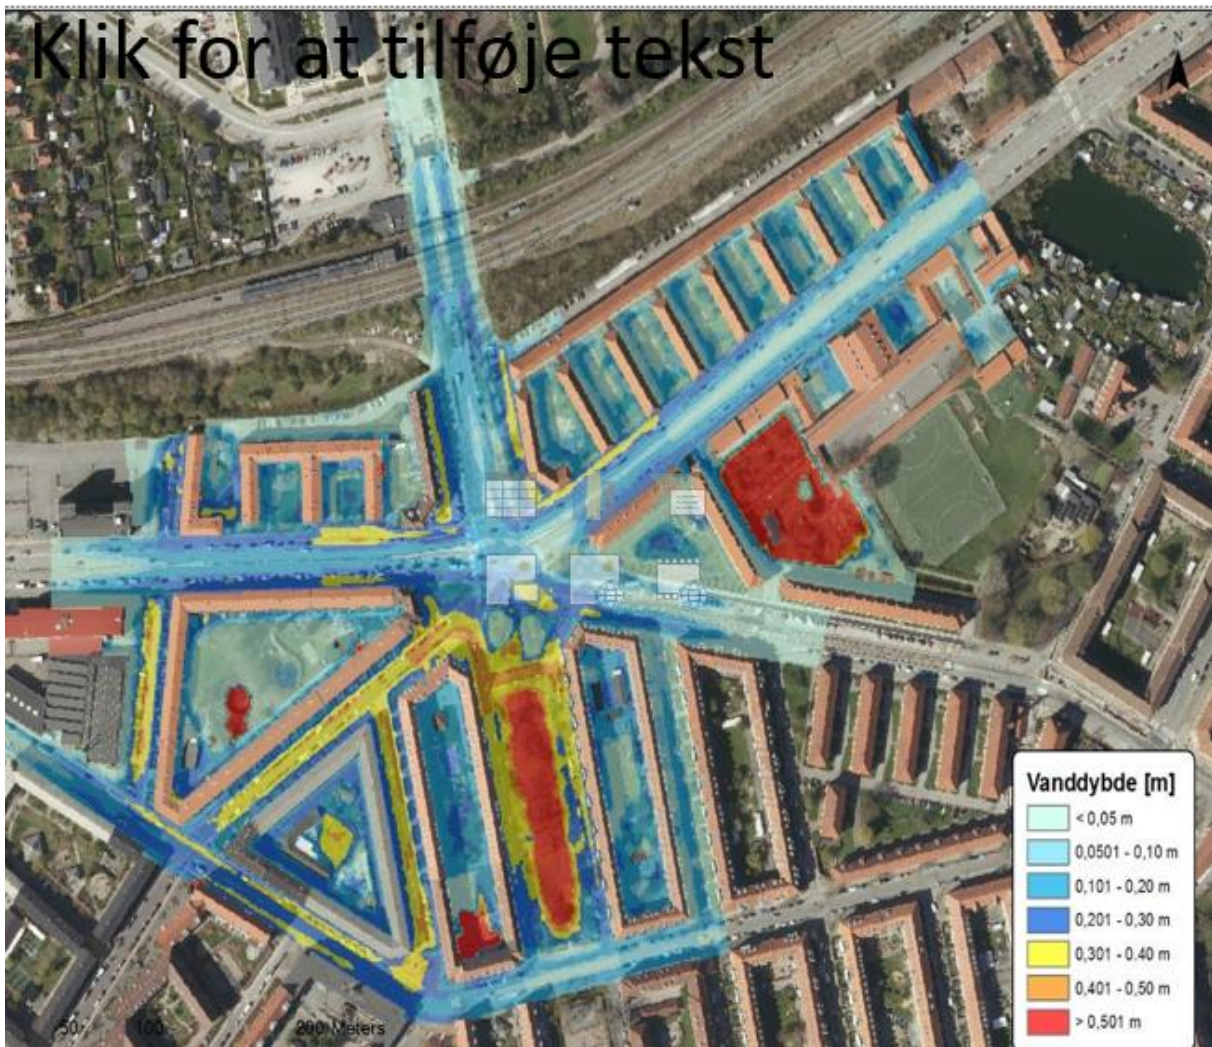 Klik for at tilføje tekst
N
Vanddybde [m]
< 0,05 m
0,0501 - 0,10 m
0,101 - 0,20 m
0,201 - 0,30 m
0,301 - 0.40 m
0,401 - 0,50 m
> 0,501 m
50 100 200 Meters